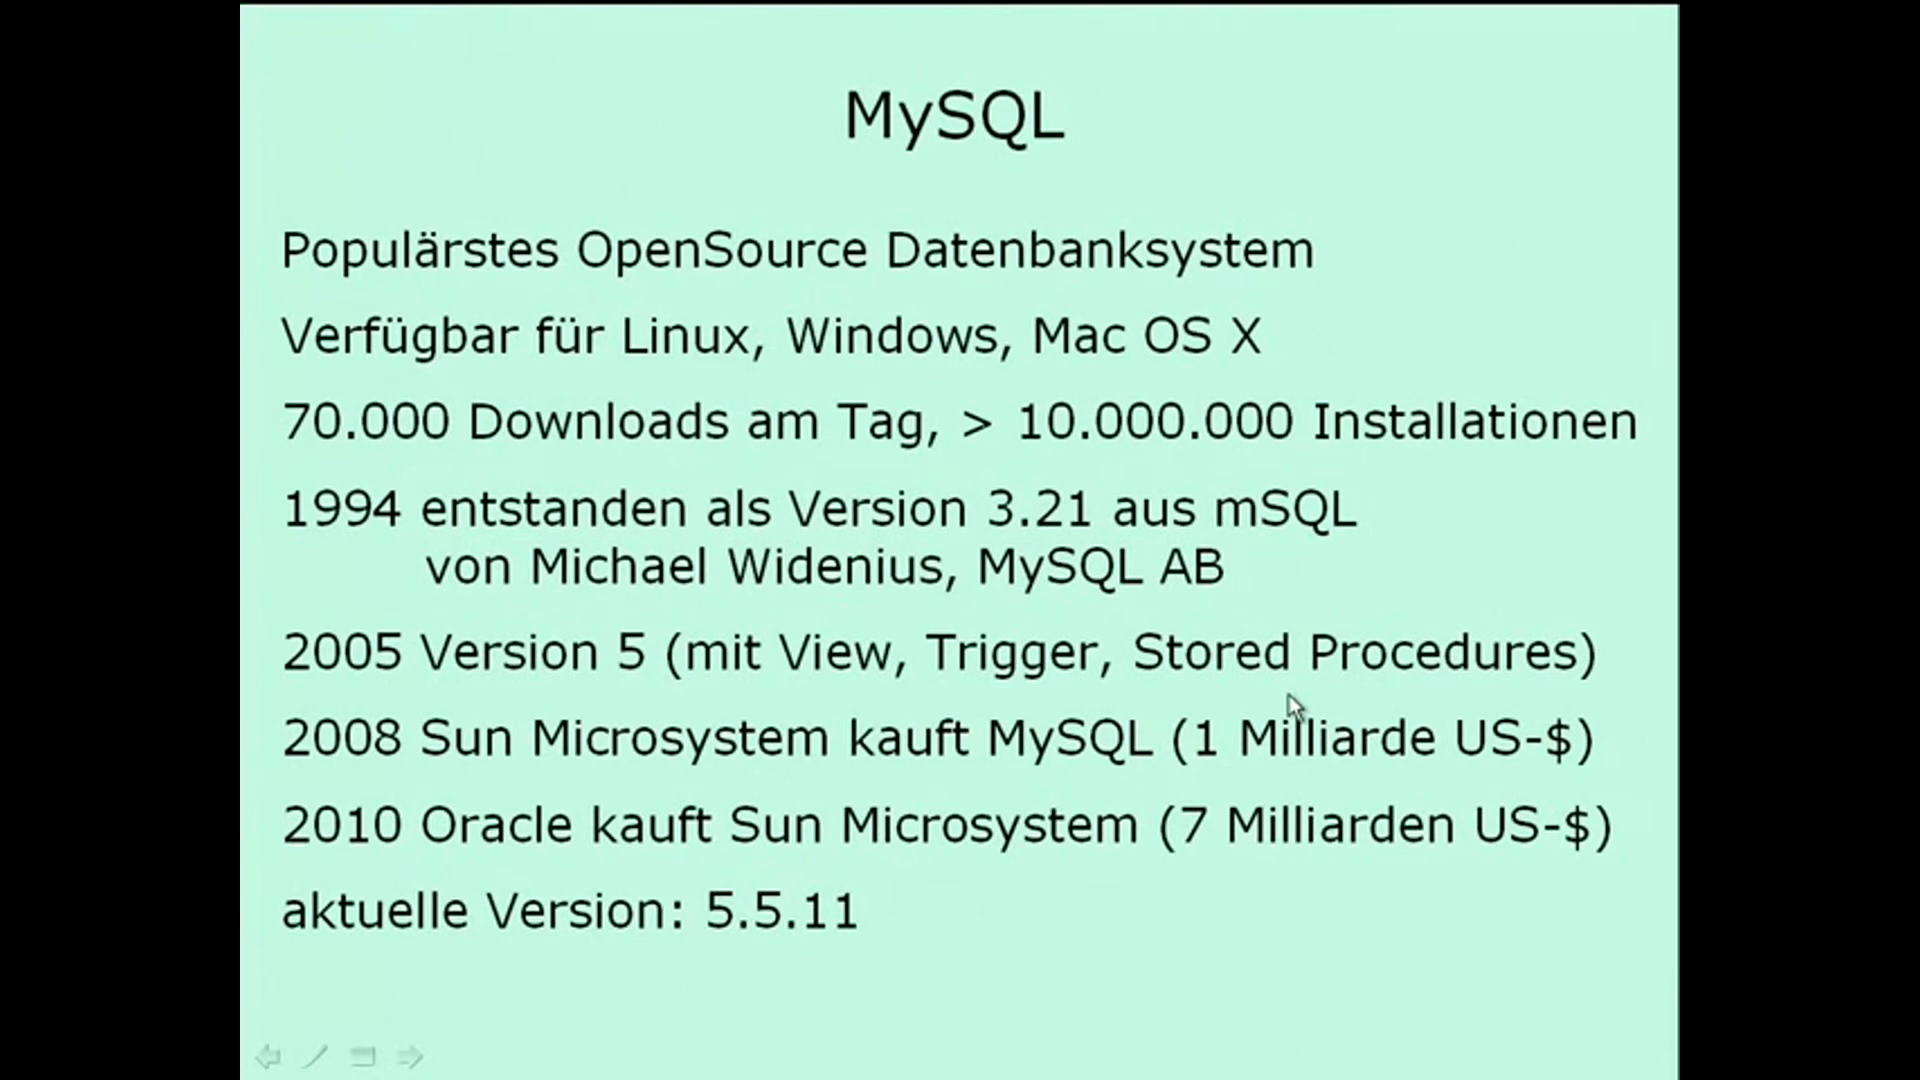 MySQL
Populärstes OpenSource Datenbanksystem
Verfügbar für Linux, Windows, Mac OS X
70.000 Downloads am Tag, > 10.000.000 Installationen
1994 entstanden als Version 3.21 aus mSQL
von Michael Widenius, MySQL AB
2005 Version 5 (mit View, Trigger, Stored Procedures)
2008 Sun Microsystem kauft MySQL (1 Milliarde US-$)
2010 Oracle kauft Sun Microsystem (7 Milliarden US-$)
aktuelle Version: 5.5.11